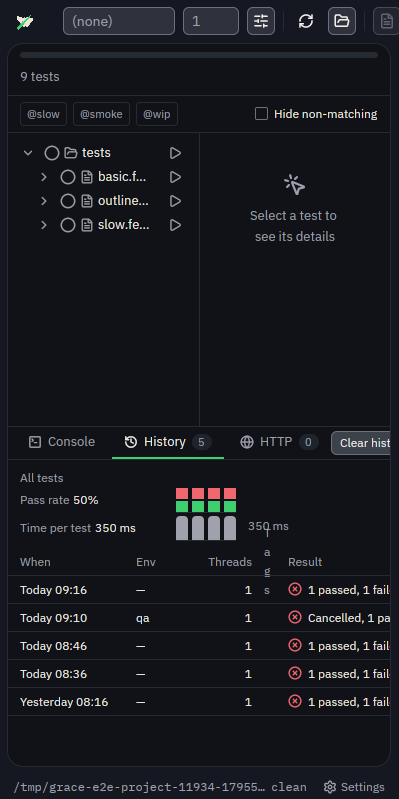 (none) 1
9 tests
@slow @smoke @wip Hide non-matching
tests
basic.f...
outline...
slow.fe...
Select a test to
see its details
Console History 5 HTTP 0 Clear hist
All tests
Pass rate 50%
Time per test 350 ms 350 ms
When Env Threads Tags Result
Today 09:16 — 1 1 passed, 1 fail
Today 09:10 qa 1 Cancelled, 1 pa
Today 08:46 — 1 1 passed, 1 fail
Today 08:36 — 1 1 passed, 1 fail
Yesterday 08:16 — 1 1 passed, 1 fail
/tmp/grace-e2e-project-11934-17955... clean Settings